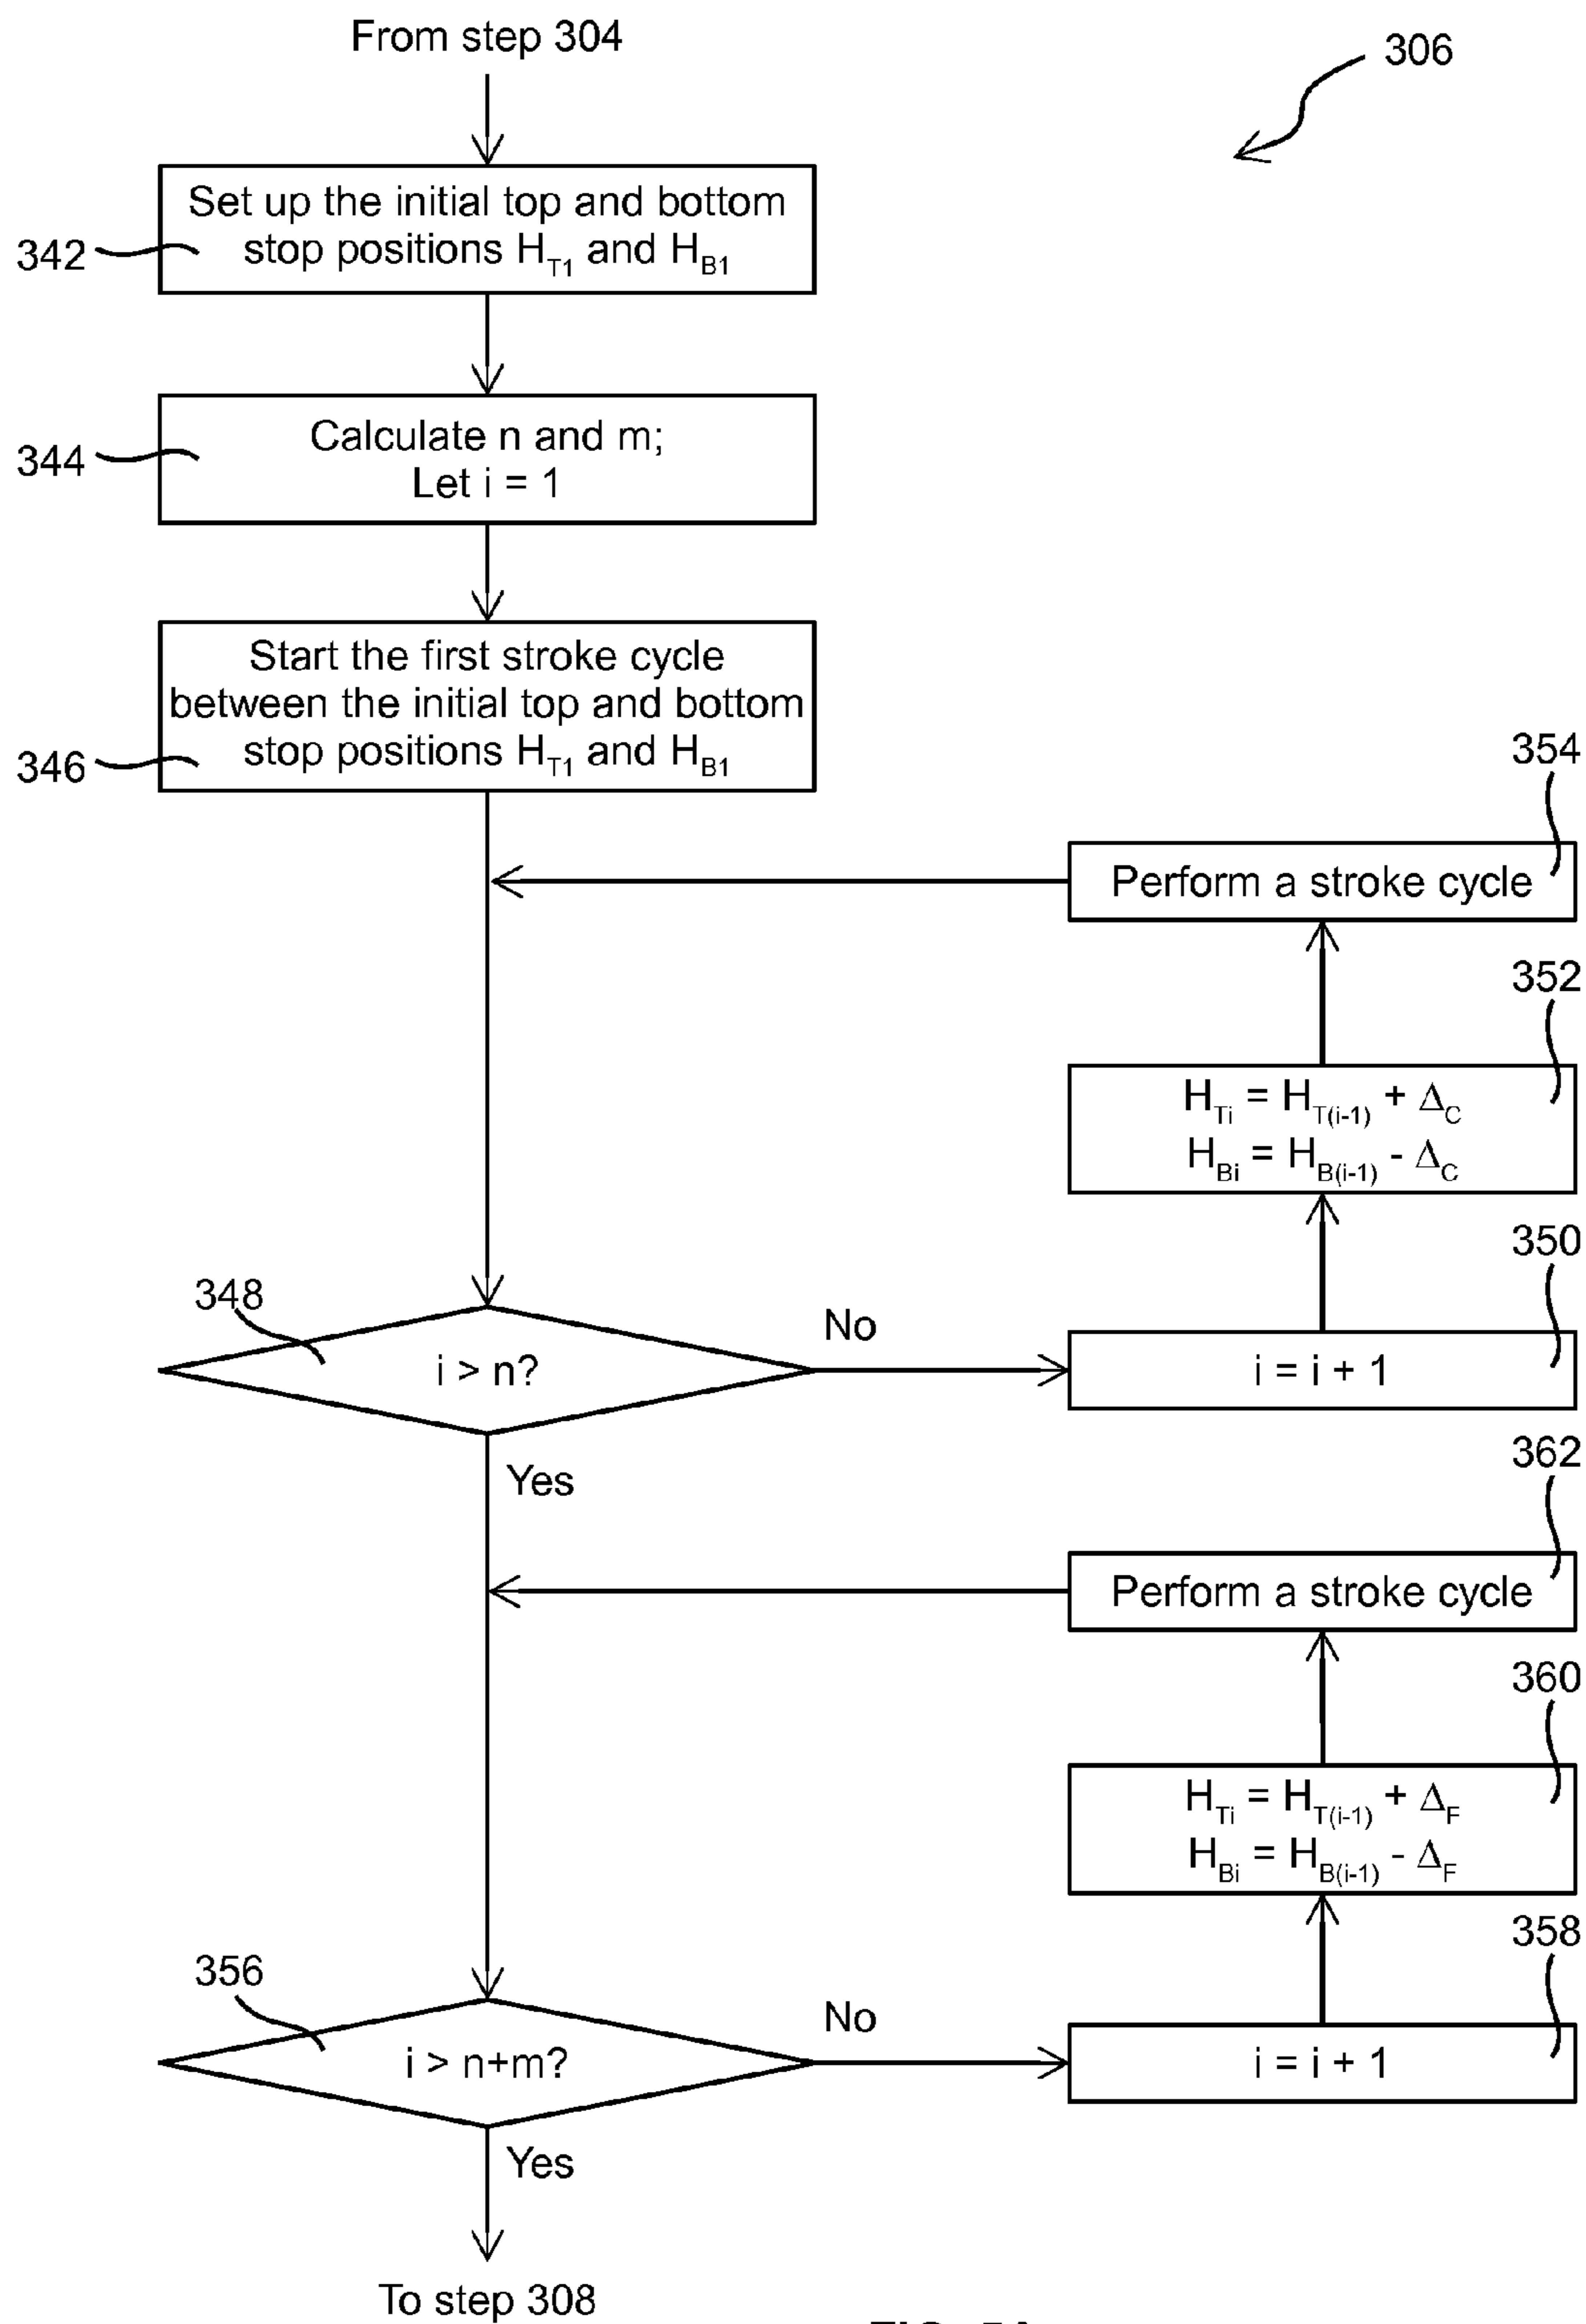 From step 304
306
Set up the initial top and bottom
stop positions H_T1 and H_B1
342
Calculate n and m;
Let i = 1
344
Start the first stroke cycle
between the initial top and bottom
stop positions H_T1 and H_B1
346
354
Perform a stroke cycle
352
H_Ti = H_T(i-1) + Δ_C
H_Bi = H_B(i-1) - Δ_C
350
348
i > n?
No
i = i + 1
Yes
362
Perform a stroke cycle
360
H_Ti = H_T(i-1) + Δ_F
H_Bi = H_B(i-1) - Δ_F
358
356
i > n+m?
No
i = i + 1
Yes
To step 308